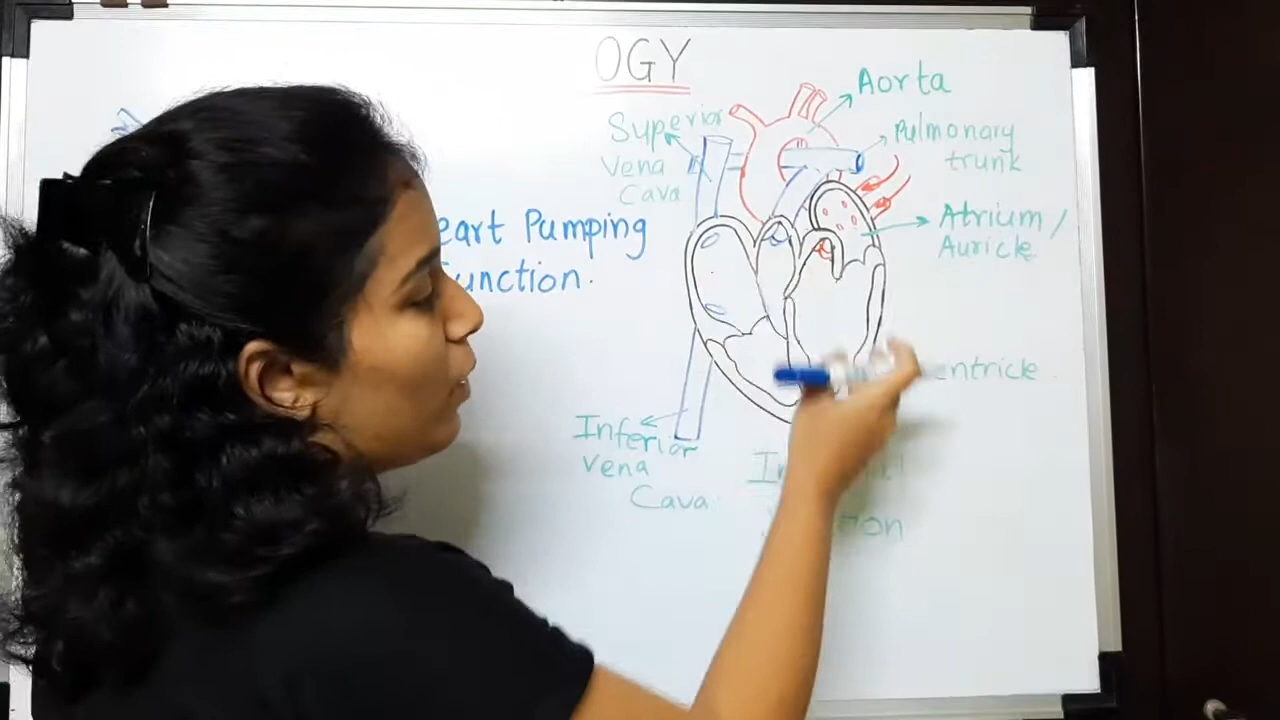 OGY
Aorta
Superior
Vena
Cava
Pulmonary
trunk
Atrium/
Auricle
eart Pumping
unction.
entricle
Inferior
Vena
Cava